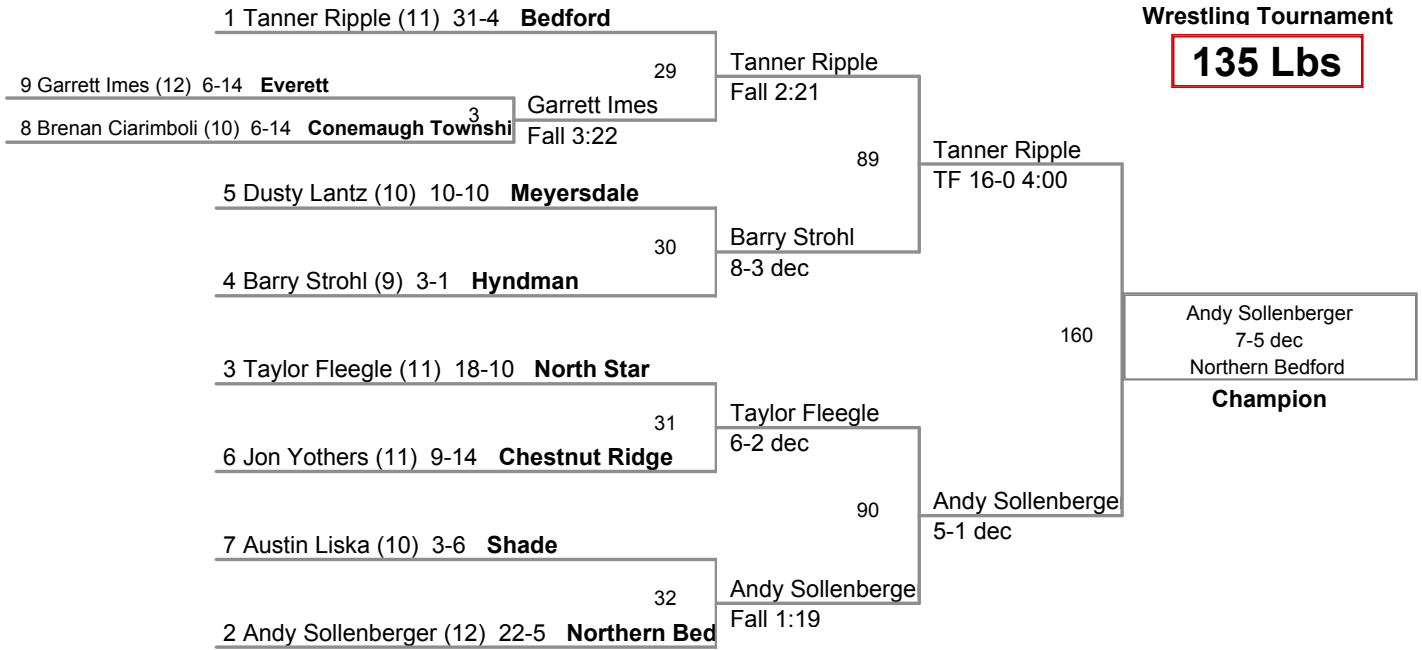 1 Tanner Ripple (11) 31-4 Bedford
Wrestling Tournament
135 Lbs
29
Tanner Ripple
Fall 2:21
9 Garrett Imes (12) 6-14 Everett
3
Garrett Imes
Fall 3:22
8 Brenan Ciarimboli (10) 6-14 Conemaugh Townshi
89
Tanner Ripple
TF 16-0 4:00
5 Dusty Lantz (10) 10-10 Meyersdale
30
Barry Strohl
8-3 dec
4 Barry Strohl (9) 3-1 Hyndman
160
Andy Sollenberger
7-5 dec
Northern Bedford
Champion
3 Taylor Fleegle (11) 18-10 North Star
31
Taylor Fleegle
6-2 dec
6 Jon Yothers (11) 9-14 Chestnut Ridge
90
Andy Sollenberger
5-1 dec
7 Austin Liska (10) 3-6 Shade
32
Andy Sollenberge
Fall 1:19
2 Andy Sollenberger (12) 22-5 Northern Bed